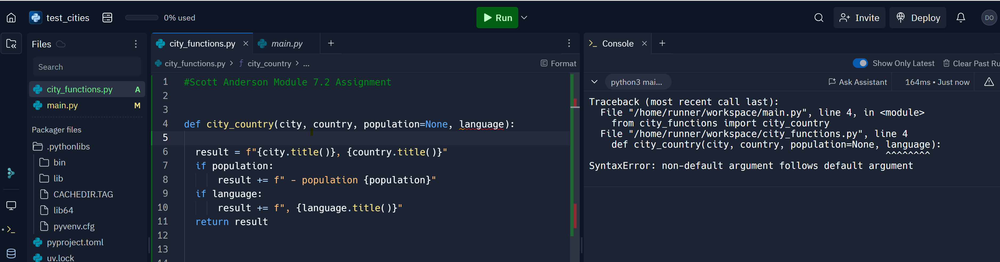 test_cities
0% used
Run
Invite
Deploy
DO
Files
Search
city_functions.py A
main.py M
Packager files
.pythonlibs
bin
lib
CACHEDIR.TAG
lib64
pyvenv.cfg
pyproject.toml
uv.lock
city_functions.py
main.py
city_functions.py > f city_country > ...
Format
1 #Scott Anderson Module 7.2 Assignment
2
3
4 def city_country(city, country, population=None, language):
5
6 result = f"{city.title()}, {country.title()}"
7 if population:
8 result += f" - population {population}"
9 if language:
10 result += f", {language.title()}"
11 return result
12
13
14
Console
Show Only Latest
Clear Past Ru
python3 mai...
Ask Assistant
164ms • Just now
Traceback (most recent call last):
File "/home/runner/workspace/main.py", line 4, in <module>
from city_functions import city_country
File "/home/runner/workspace/city_functions.py", line 4
def city_country(city, country, population=None, language):
^^^^^^^^
SyntaxError: non-default argument follows default argument